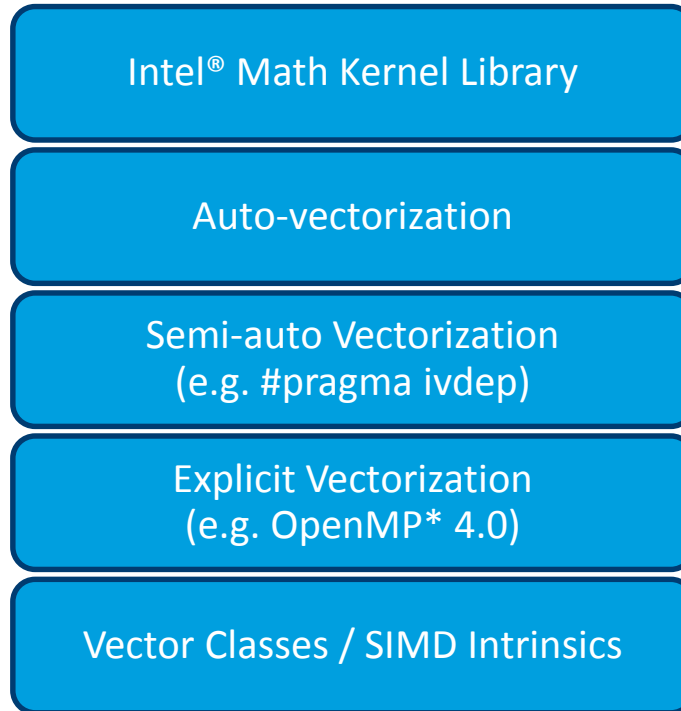 Intel® Math Kernel Library
Auto-vectorization
Semi-auto Vectorization
(e.g. #pragma ivdep)
Explicit Vectorization
(e.g. OpenMP* 4.0)
Vector Classes / SIMD Intrinsics